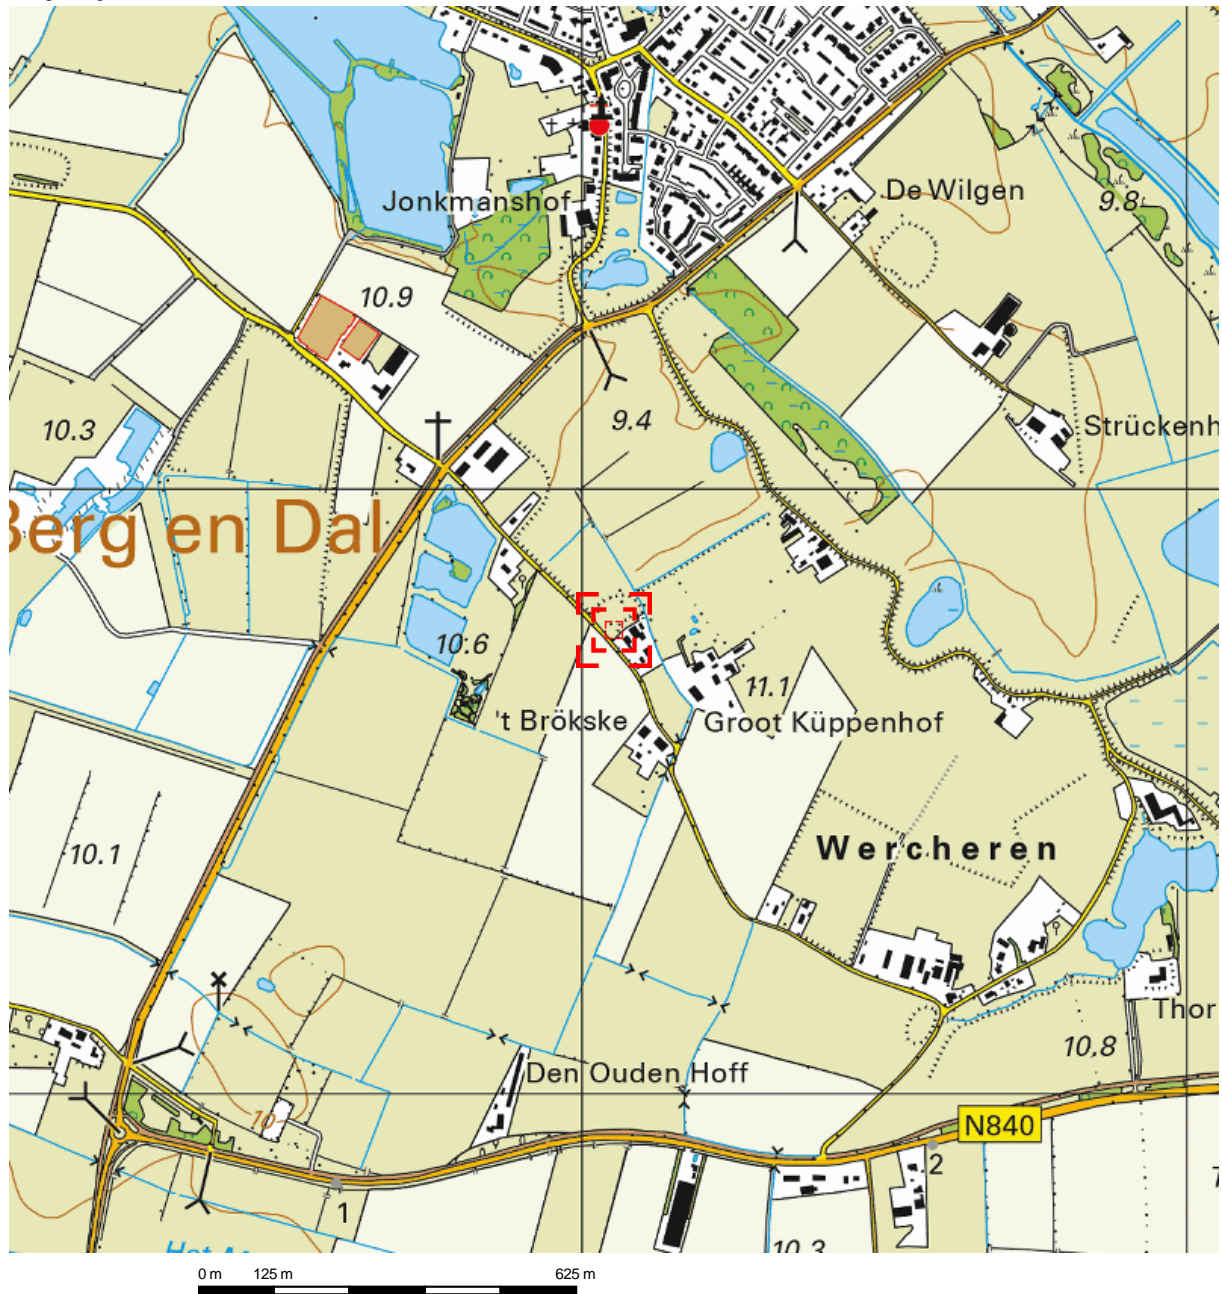 Jonkmanshof
De Wilgen
9.8
10.9
10.3
9.4
Strückenh
Berg en Dal
10.6
11.1
't Brökske
Groot Küppenhof
10.1
Wercheren
Thor
10,8
Den Ouden Hoff
10
N840
2
1
10.3
0 m 125 m 625 m